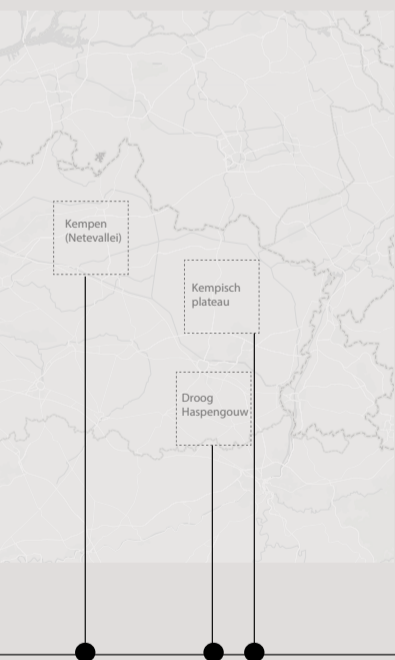 Kempen
(Netevallei)
Kempisch
plateau
Droog
Haspengouw